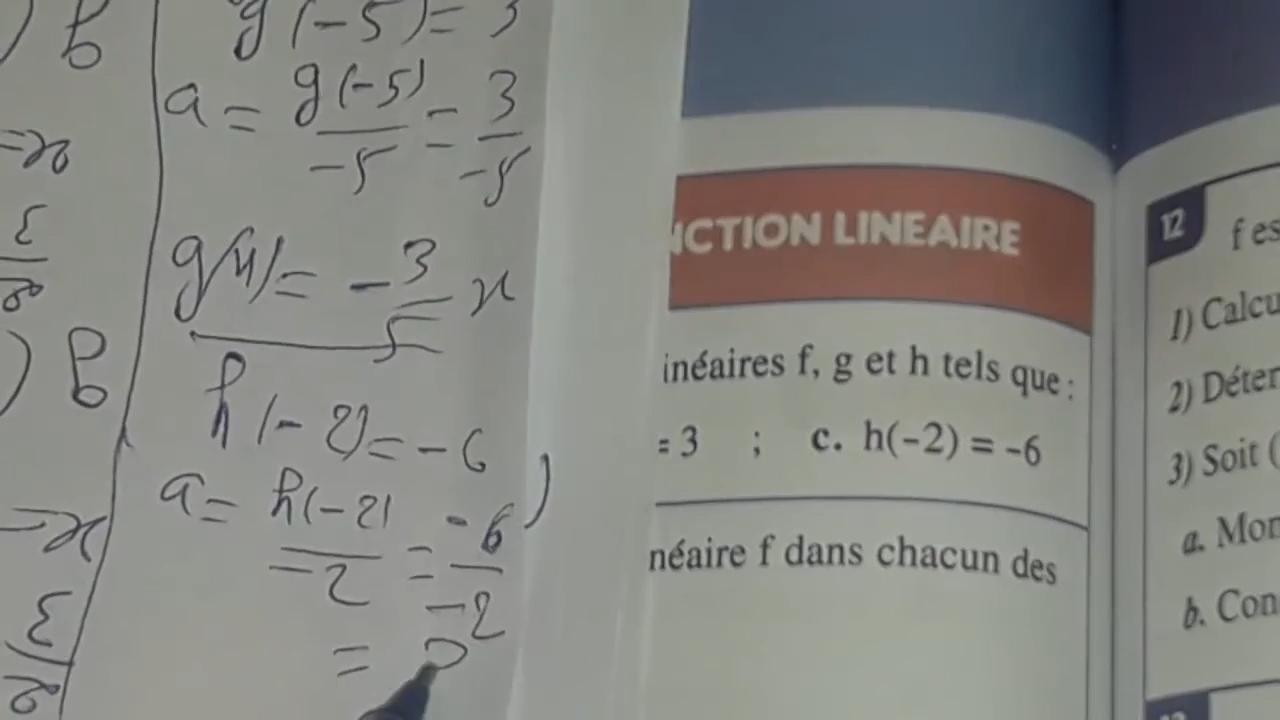 g(-5) = 3
a = g(-5)/-5 = 3/-5
g(x) = -3/5 x
h(-2) = -6
a = h(-2)/-2 = -6/-2
=
NCTION LINEAIRE
inéaires f, g et h tels que :
= 3 ; c. h(-2) = -6
néaire f dans chacun des
12 f es
1) Calcu
2) Déter
3) Soit (
a. Mon
b. Con